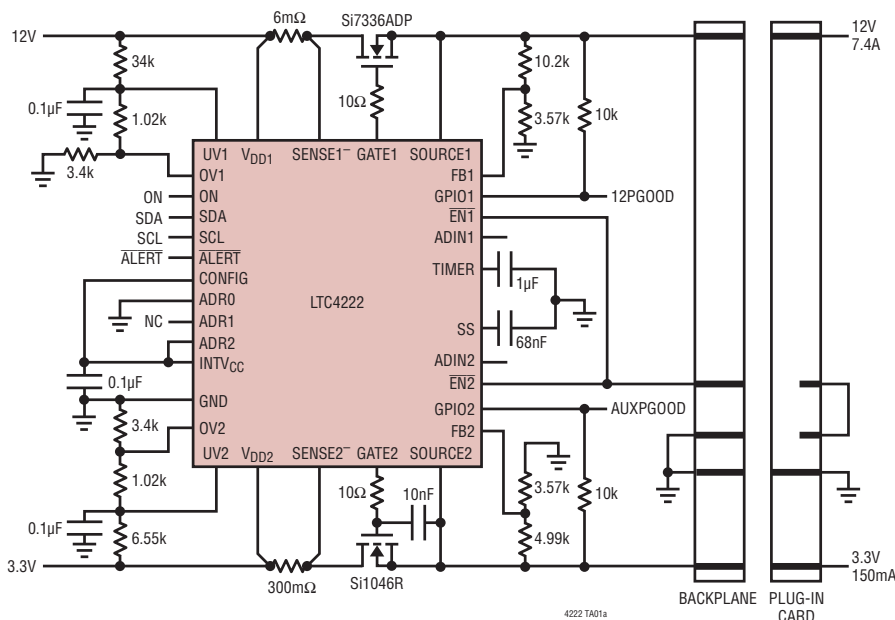 6mΩ
Si7336ADP
12V
12V
7.4A
34k
10.2k
0.1µF
1.02k
10Ω
3.57k
10k
3.4k
UV1
VDD1
SENSE1–
GATE1
SOURCE1
OV1
FB1
ON
ON
GPIO1
12PGOOD
SDA
SDA
EN1
SCL
SCL
ADIN1
ALERT
ALERT
CONFIG
TIMER
1µF
LTC4222
ADR0
NC
ADR1
SS
68nF
ADR2
INTVCC
ADIN2
0.1µF
EN2
GND
GPIO2
AUXPGOOD
3.4k
OV2
FB2
UV2
VDD2
SENSE2–
GATE2
SOURCE2
1.02k
10Ω
10nF
3.57k
10k
0.1µF
6.55k
4.99k
3.3V
3.3V
150mA
300mΩ
Si1046R
BACKPLANE
PLUG-IN
CARD
4222 TA01a